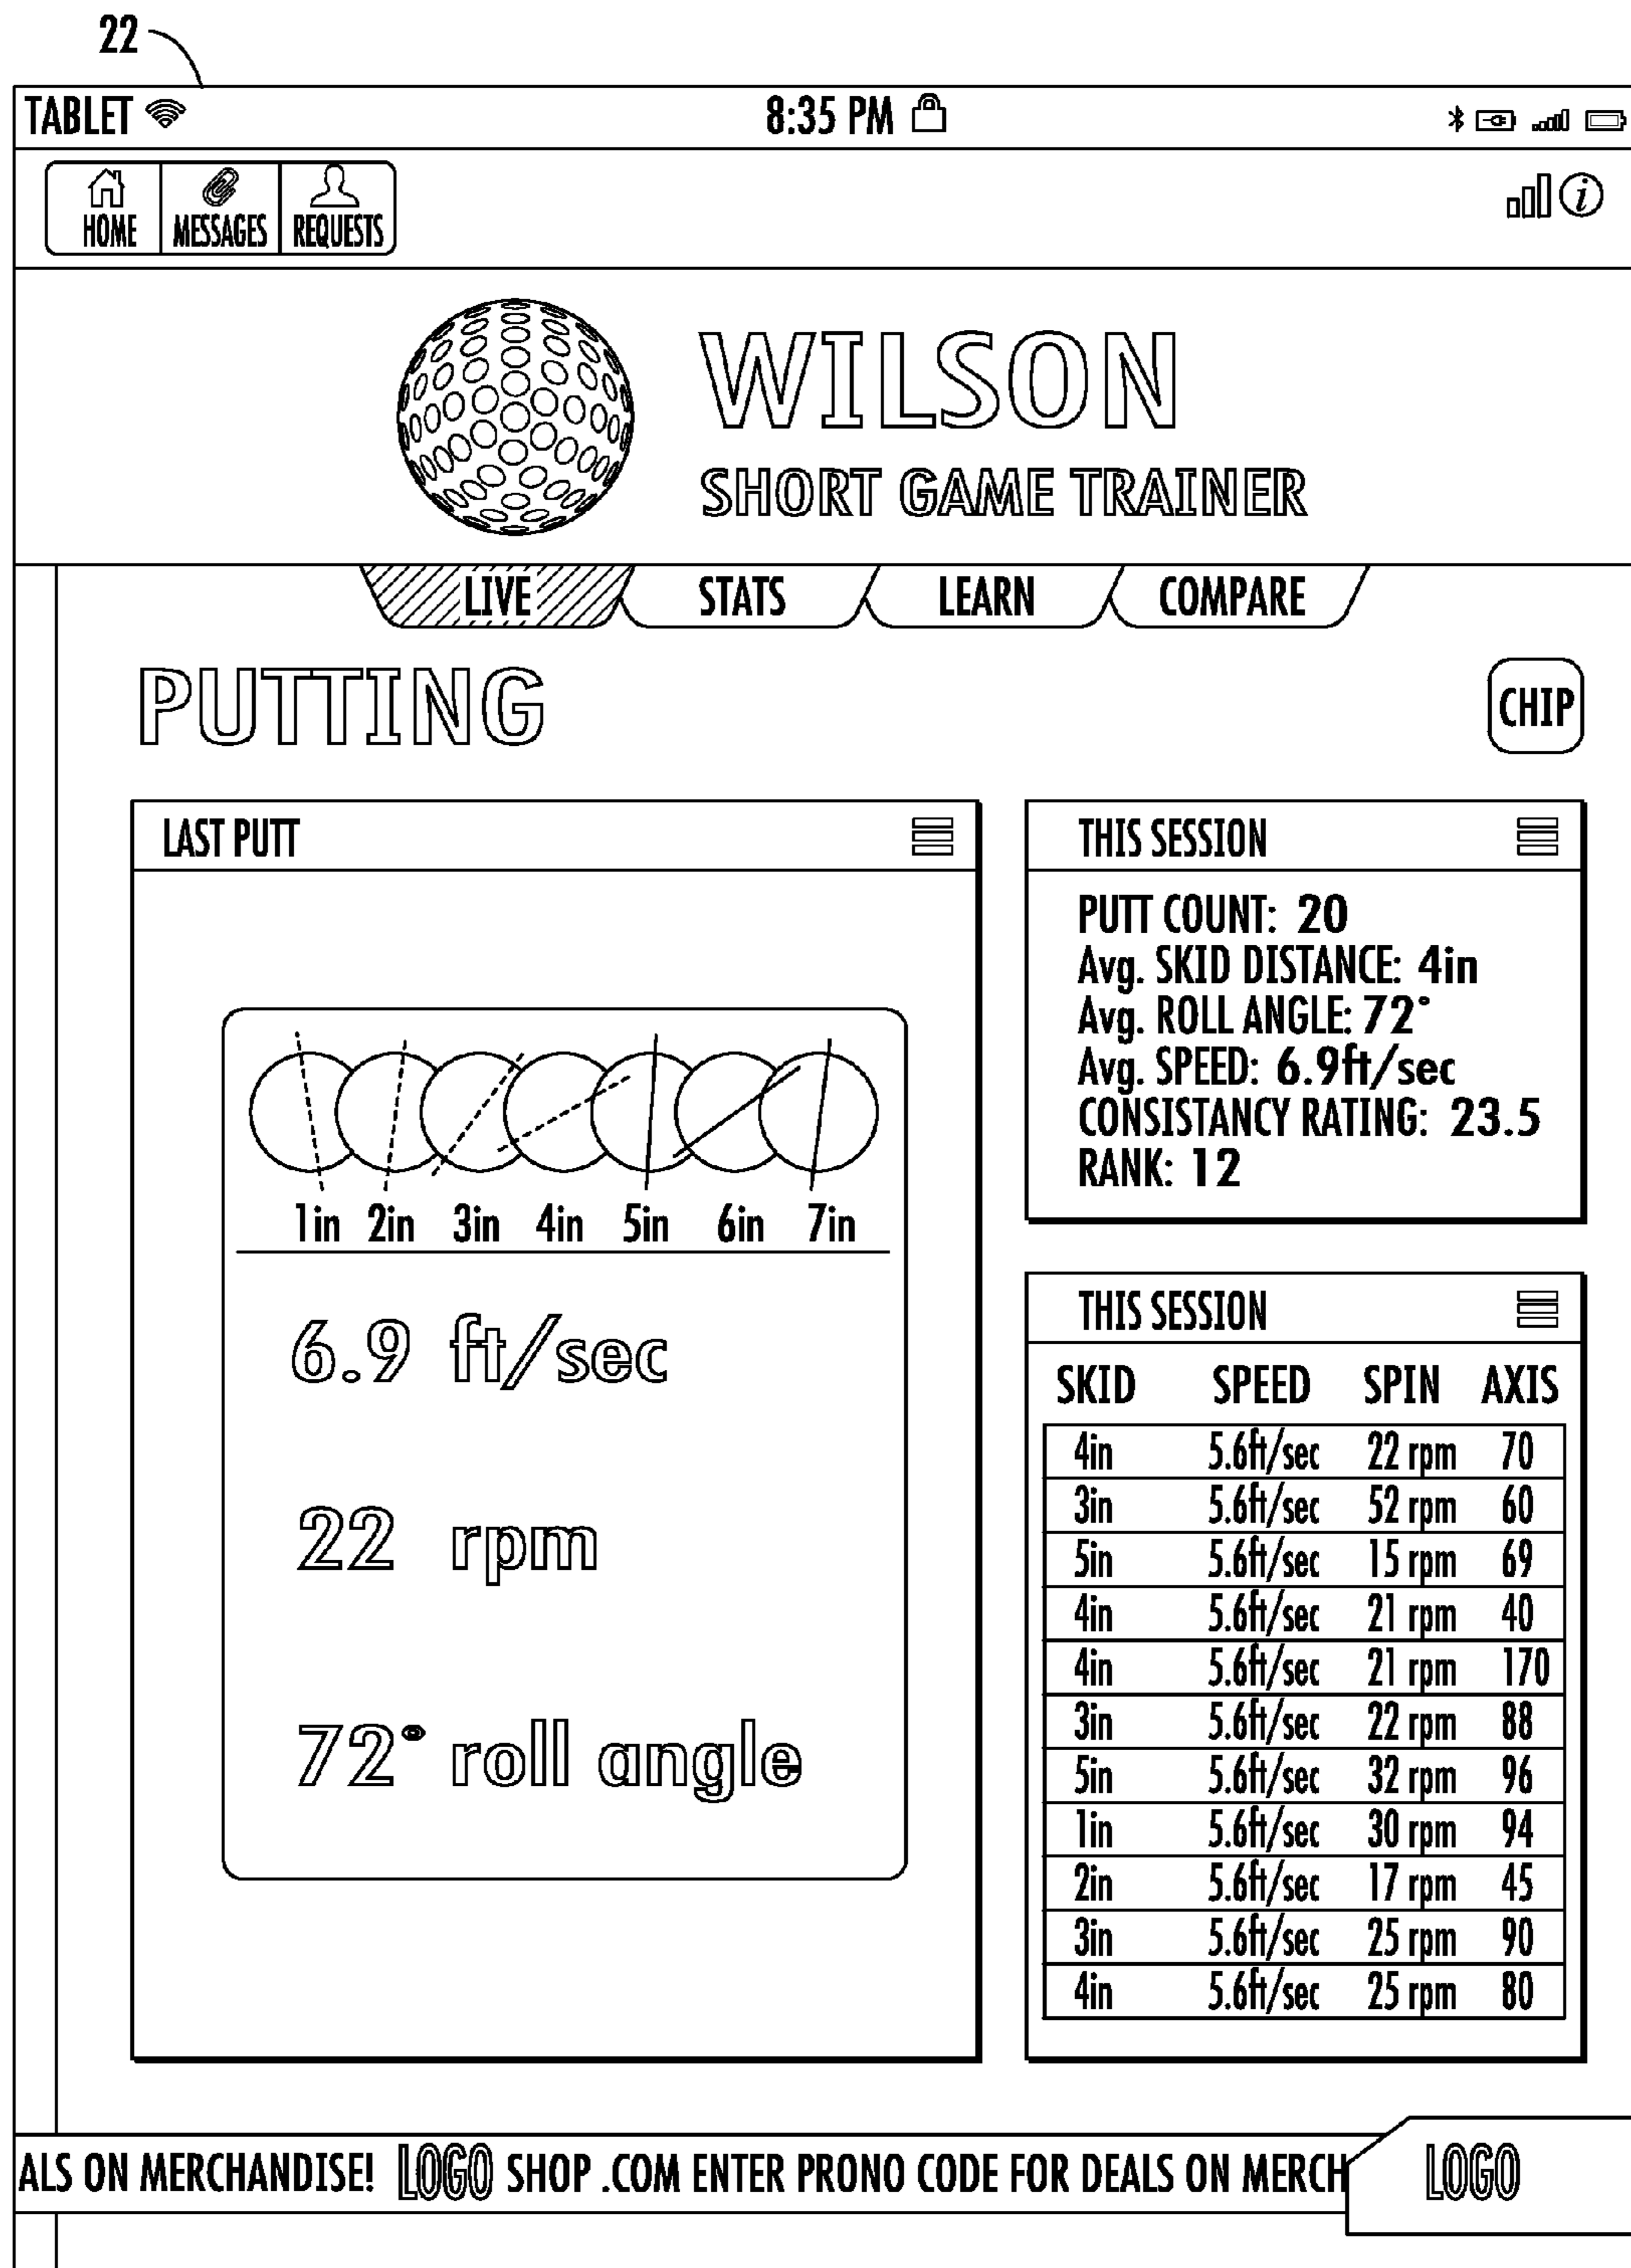 22
TABLET 8:35 PM
HOME MESSAGES REQUESTS
i
WILSON
SHORT GAME TRAINER
LIVE STATS LEARN COMPARE
PUTTING
CHIP
LAST PUTT
1in 2in 3in 4in 5in 6in 7in
6.9 ft/sec
22 rpm
72° roll angle
THIS SESSION
PUTT COUNT: 20
Avg. SKID DISTANCE: 4in
Avg. ROLL ANGLE: 72°
Avg. SPEED: 6.9ft/sec
CONSISTANCY RATING: 23.5
RANK: 12
THIS SESSION
SKID SPEED SPIN AXIS
4in 5.6ft/sec 22 rpm 70
3in 5.6ft/sec 52 rpm 60
5in 5.6ft/sec 15 rpm 69
4in 5.6ft/sec 21 rpm 40
4in 5.6ft/sec 21 rpm 170
3in 5.6ft/sec 22 rpm 88
5in 5.6ft/sec 32 rpm 96
1in 5.6ft/sec 30 rpm 94
2in 5.6ft/sec 17 rpm 45
3in 5.6ft/sec 25 rpm 90
4in 5.6ft/sec 25 rpm 80
ALS ON MERCHANDISE! LOGO SHOP .COM ENTER PRONO CODE FOR DEALS ON MERCH LOGO